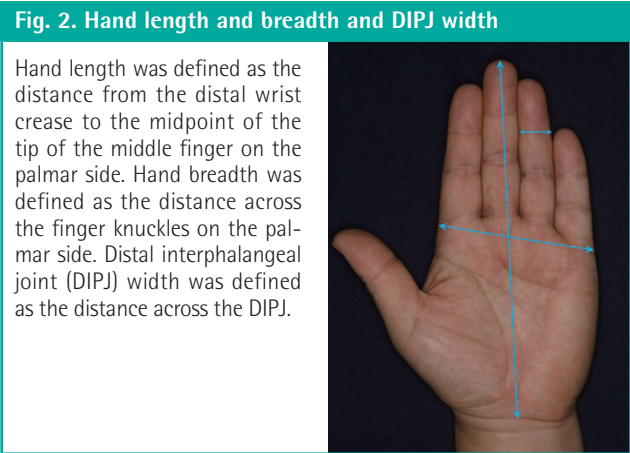 Fig. 2. Hand length and breadth and DIPJ width
Hand length was defined as the
distance from the distal wrist
crease to the midpoint of the
tip of the middle finger on the
palmar side. Hand breadth was
defined as the distance across
the finger knuckles on the pal-
mar side. Distal interphalangeal
joint (DIPJ) width was defined
as the distance across the DIPJ.